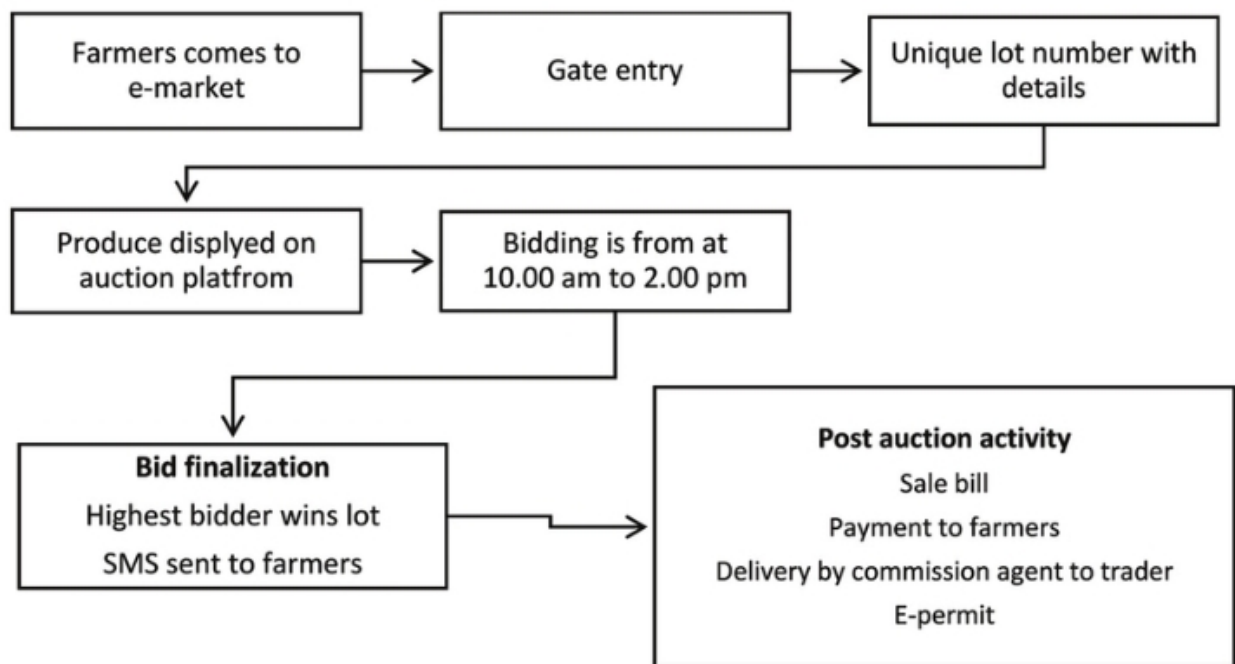 Farmers comes to
e-market
Gate entry
Unique lot number with
details
Produce displyed on
auction platfrom
Bidding is from at
10.00 am to 2.00 pm
Bid finalization
Highest bidder wins lot
SMS sent to farmers
Post auction activity
Sale bill
Payment to farmers
Delivery by commission agent to trader
E-permit